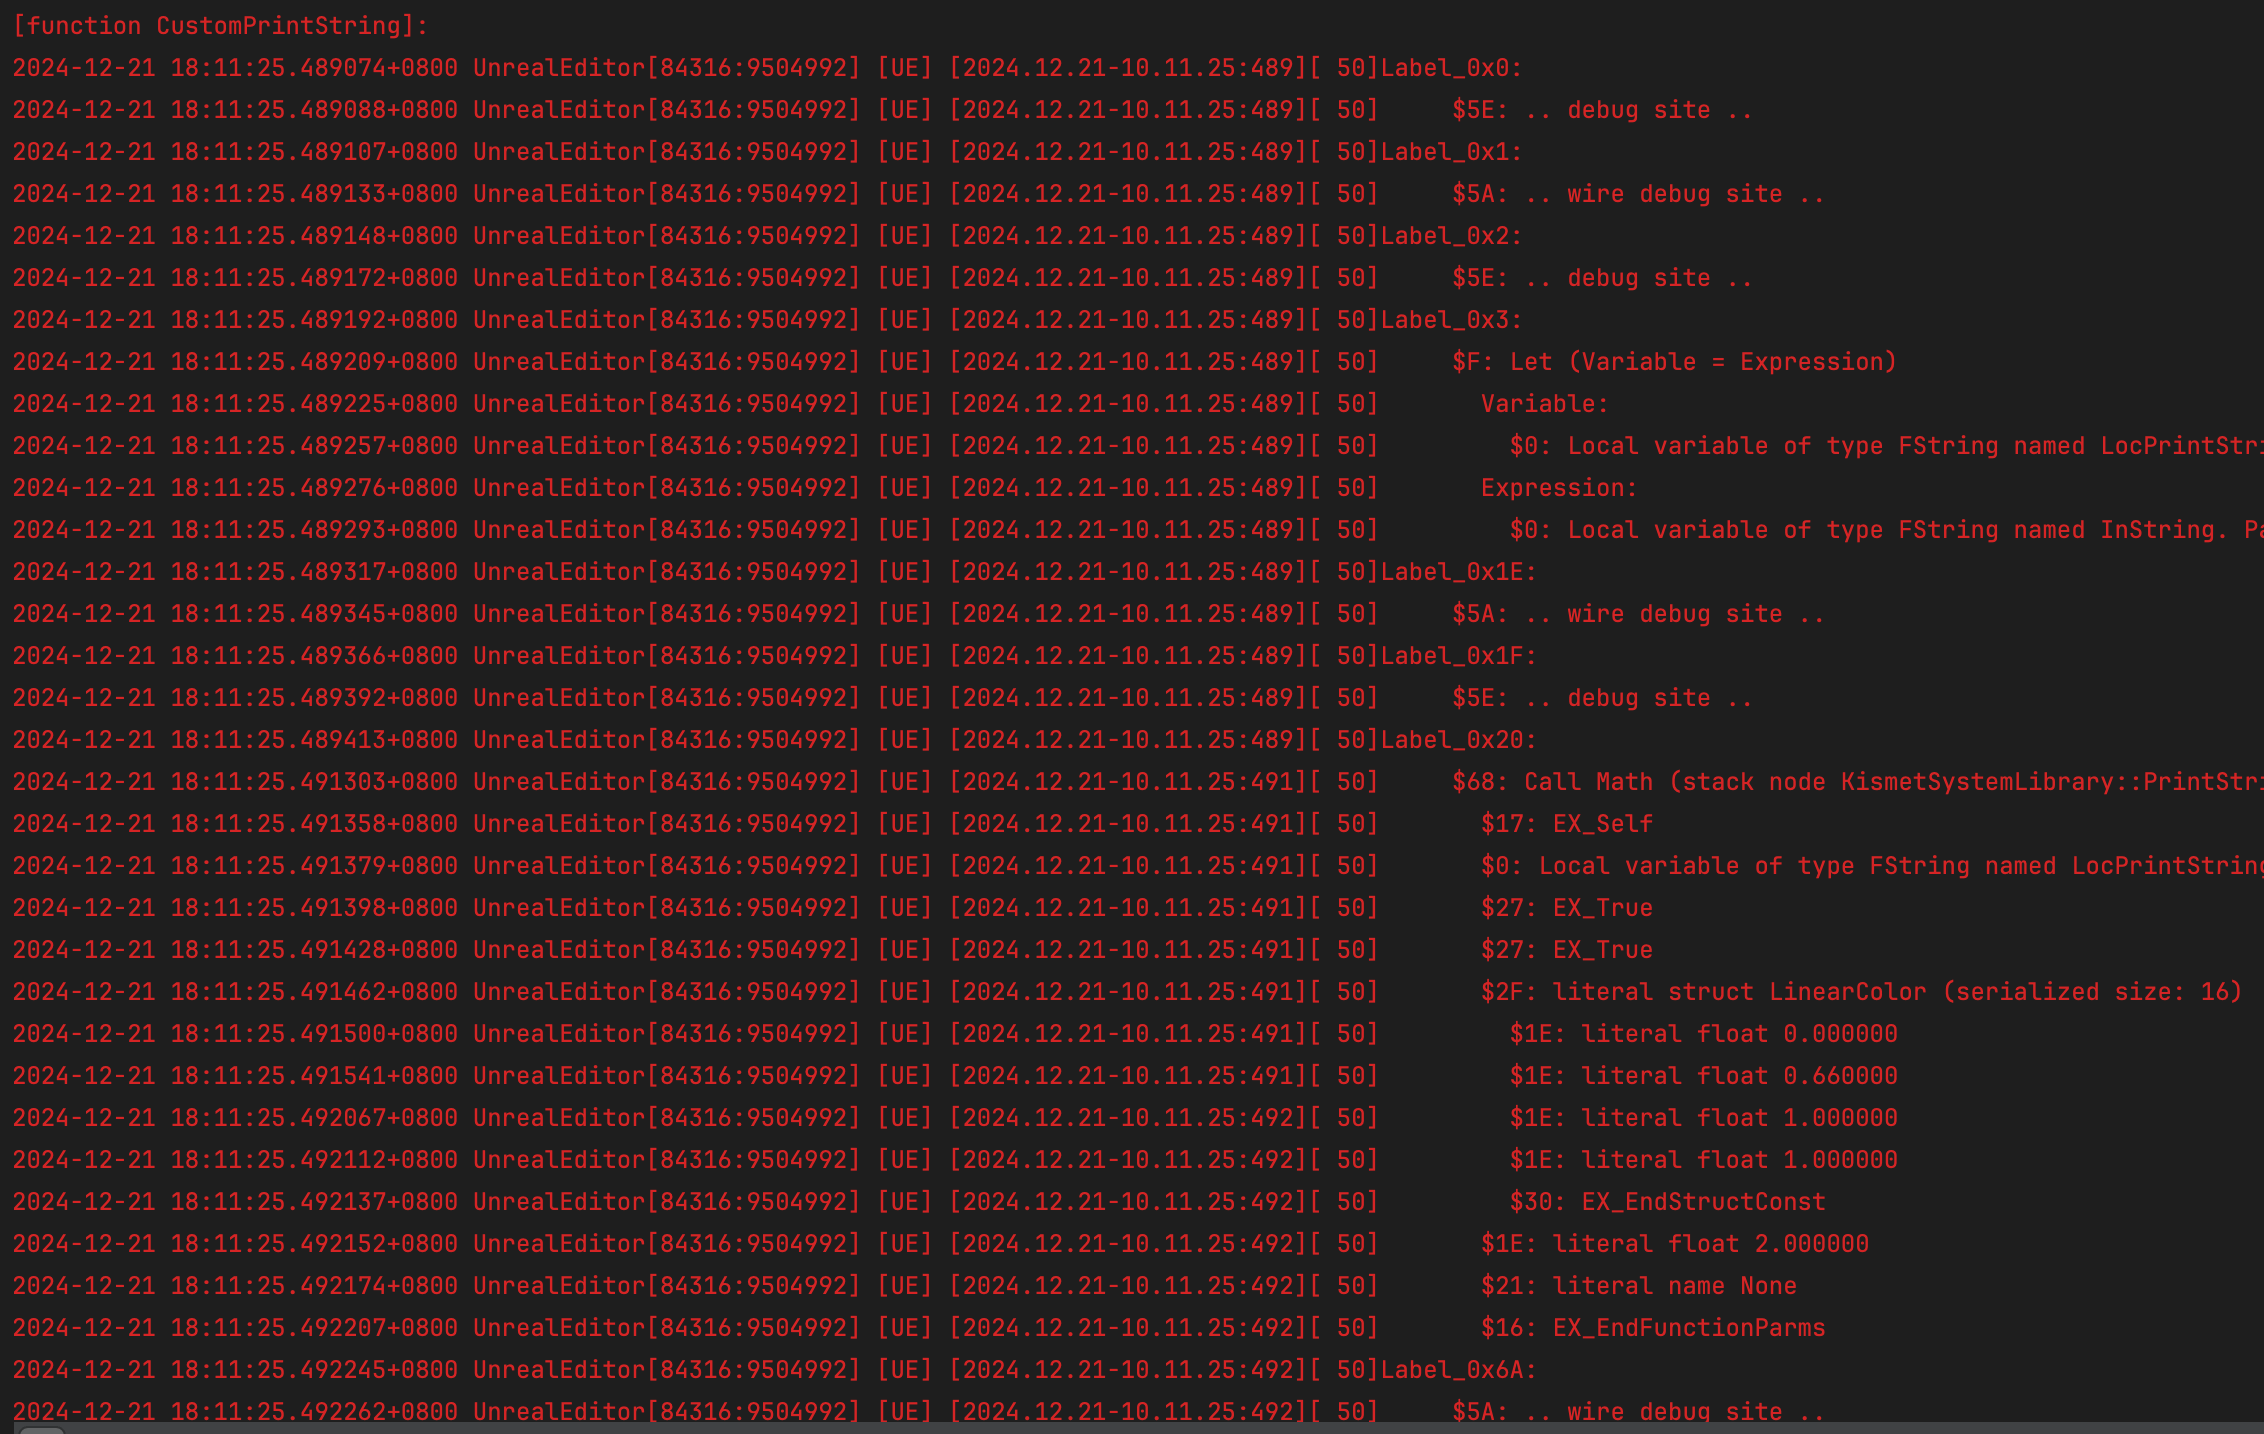 [function CustomPrintString]:
2024-12-21 18:11:25.489074+0800 UnrealEditor[84316:9504992] [UE] [2024.12.21-10.11.25:489][ 50]Label_0x0:
2024-12-21 18:11:25.489088+0800 UnrealEditor[84316:9504992] [UE] [2024.12.21-10.11.25:489][ 50]     $5E: .. debug site ..
2024-12-21 18:11:25.489107+0800 UnrealEditor[84316:9504992] [UE] [2024.12.21-10.11.25:489][ 50]Label_0x1:
2024-12-21 18:11:25.489133+0800 UnrealEditor[84316:9504992] [UE] [2024.12.21-10.11.25:489][ 50]     $5A: .. wire debug site ..
2024-12-21 18:11:25.489148+0800 UnrealEditor[84316:9504992] [UE] [2024.12.21-10.11.25:489][ 50]Label_0x2:
2024-12-21 18:11:25.489172+0800 UnrealEditor[84316:9504992] [UE] [2024.12.21-10.11.25:489][ 50]     $5E: .. debug site ..
2024-12-21 18:11:25.489192+0800 UnrealEditor[84316:9504992] [UE] [2024.12.21-10.11.25:489][ 50]Label_0x3:
2024-12-21 18:11:25.489209+0800 UnrealEditor[84316:9504992] [UE] [2024.12.21-10.11.25:489][ 50]     $F: Let (Variable = Expression)
2024-12-21 18:11:25.489225+0800 UnrealEditor[84316:9504992] [UE] [2024.12.21-10.11.25:489][ 50]       Variable:
2024-12-21 18:11:25.489257+0800 UnrealEditor[84316:9504992] [UE] [2024.12.21-10.11.25:489][ 50]         $0: Local variable of type FString named LocPrintStri
2024-12-21 18:11:25.489276+0800 UnrealEditor[84316:9504992] [UE] [2024.12.21-10.11.25:489][ 50]       Expression:
2024-12-21 18:11:25.489293+0800 UnrealEditor[84316:9504992] [UE] [2024.12.21-10.11.25:489][ 50]         $0: Local variable of type FString named InString. Pa
2024-12-21 18:11:25.489317+0800 UnrealEditor[84316:9504992] [UE] [2024.12.21-10.11.25:489][ 50]Label_0x1E:
2024-12-21 18:11:25.489345+0800 UnrealEditor[84316:9504992] [UE] [2024.12.21-10.11.25:489][ 50]     $5A: .. wire debug site ..
2024-12-21 18:11:25.489366+0800 UnrealEditor[84316:9504992] [UE] [2024.12.21-10.11.25:489][ 50]Label_0x1F:
2024-12-21 18:11:25.489392+0800 UnrealEditor[84316:9504992] [UE] [2024.12.21-10.11.25:489][ 50]     $5E: .. debug site ..
2024-12-21 18:11:25.489413+0800 UnrealEditor[84316:9504992] [UE] [2024.12.21-10.11.25:489][ 50]Label_0x20:
2024-12-21 18:11:25.491303+0800 UnrealEditor[84316:9504992] [UE] [2024.12.21-10.11.25:491][ 50]     $68: Call Math (stack node KismetSystemLibrary::PrintStri
2024-12-21 18:11:25.491358+0800 UnrealEditor[84316:9504992] [UE] [2024.12.21-10.11.25:491][ 50]       $17: EX_Self
2024-12-21 18:11:25.491379+0800 UnrealEditor[84316:9504992] [UE] [2024.12.21-10.11.25:491][ 50]       $0: Local variable of type FString named LocPrintString
2024-12-21 18:11:25.491398+0800 UnrealEditor[84316:9504992] [UE] [2024.12.21-10.11.25:491][ 50]       $27: EX_True
2024-12-21 18:11:25.491428+0800 UnrealEditor[84316:9504992] [UE] [2024.12.21-10.11.25:491][ 50]       $27: EX_True
2024-12-21 18:11:25.491462+0800 UnrealEditor[84316:9504992] [UE] [2024.12.21-10.11.25:491][ 50]       $2F: literal struct LinearColor (serialized size: 16)
2024-12-21 18:11:25.491500+0800 UnrealEditor[84316:9504992] [UE] [2024.12.21-10.11.25:491][ 50]         $1E: literal float 0.000000
2024-12-21 18:11:25.491541+0800 UnrealEditor[84316:9504992] [UE] [2024.12.21-10.11.25:491][ 50]         $1E: literal float 0.660000
2024-12-21 18:11:25.492067+0800 UnrealEditor[84316:9504992] [UE] [2024.12.21-10.11.25:492][ 50]         $1E: literal float 1.000000
2024-12-21 18:11:25.492112+0800 UnrealEditor[84316:9504992] [UE] [2024.12.21-10.11.25:492][ 50]         $1E: literal float 1.000000
2024-12-21 18:11:25.492137+0800 UnrealEditor[84316:9504992] [UE] [2024.12.21-10.11.25:492][ 50]         $30: EX_EndStructConst
2024-12-21 18:11:25.492152+0800 UnrealEditor[84316:9504992] [UE] [2024.12.21-10.11.25:492][ 50]       $1E: literal float 2.000000
2024-12-21 18:11:25.492174+0800 UnrealEditor[84316:9504992] [UE] [2024.12.21-10.11.25:492][ 50]       $21: literal name None
2024-12-21 18:11:25.492207+0800 UnrealEditor[84316:9504992] [UE] [2024.12.21-10.11.25:492][ 50]       $16: EX_EndFunctionParms
2024-12-21 18:11:25.492245+0800 UnrealEditor[84316:9504992] [UE] [2024.12.21-10.11.25:492][ 50]Label_0x6A:
2024-12-21 18:11:25.492262+0800 UnrealEditor[84316:9504992] [UE] [2024.12.21-10.11.25:492][ 50]     $5A: .. wire debug site ..